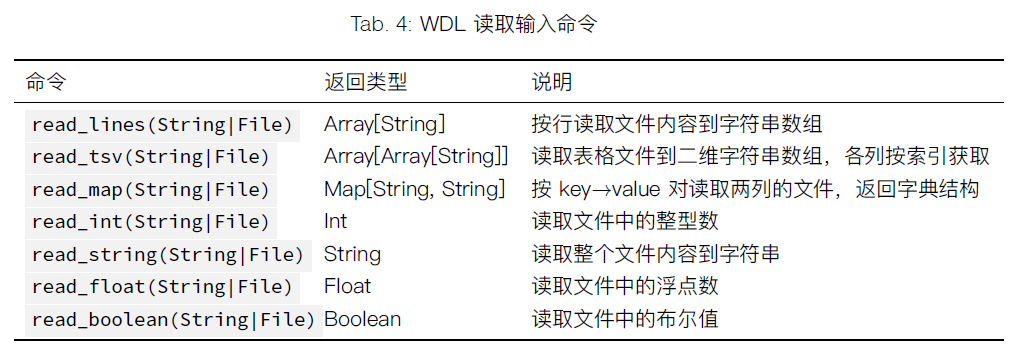 Tab. 4: WDL 读取输入命令
命令 返回类型 说明
read_lines(String|File) Array[String] 按行读取文件内容到字符串数组
read_tsv(String|File) Array[Array[String]] 读取表格文件到二维字符串数组，各列按索引获取
read_map(String|File) Map[String, String] 按 key→value 对读取两列的文件，返回字典结构
read_int(String|File) Int 读取文件中的整型数
read_string(String|File) String 读取整个文件内容到字符串
read_float(String|File) Float 读取文件中的浮点数
read_boolean(String|File) Boolean 读取文件中的布尔值